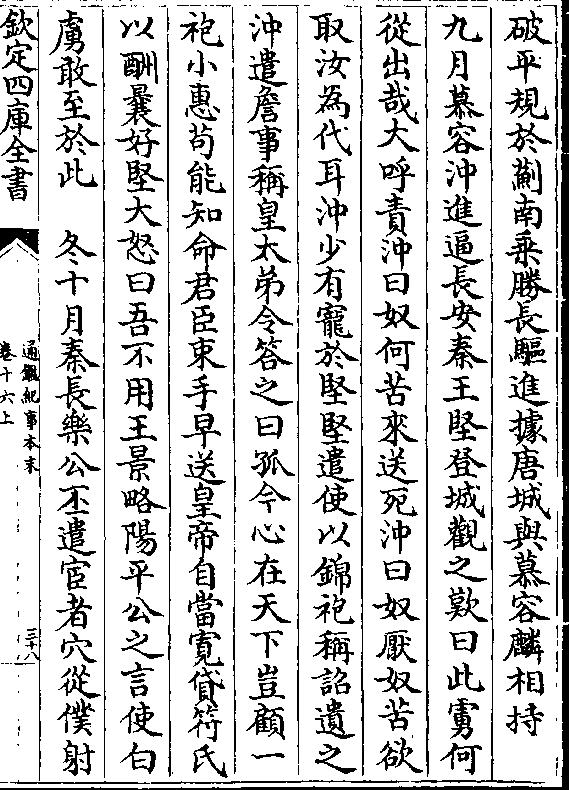 破平規於薊南乗勝長驅進據唐城與慕容麟相持
九月慕容沖進逼長安秦王堅登城觀之歎曰此虜何
從出哉大呼責沖曰奴何苦來送死沖曰奴厭奴苦欲
取汝為代耳沖少有寵於堅堅遣使以錦袍稱詔遺之
沖遣詹事稱皇太弟令答之曰孤今心在天下豈顧一
袍小惠苟能知命君臣束手早送皇帝自當寛貸苻氏
以酬曩好堅大怒曰吾不用王景略陽平公之言使白
虜敢至於此　冬十月秦長樂公丕遣宦者宂從僕射
欽定四庫全書
通鑑紀事本末
卷十六上
三十八